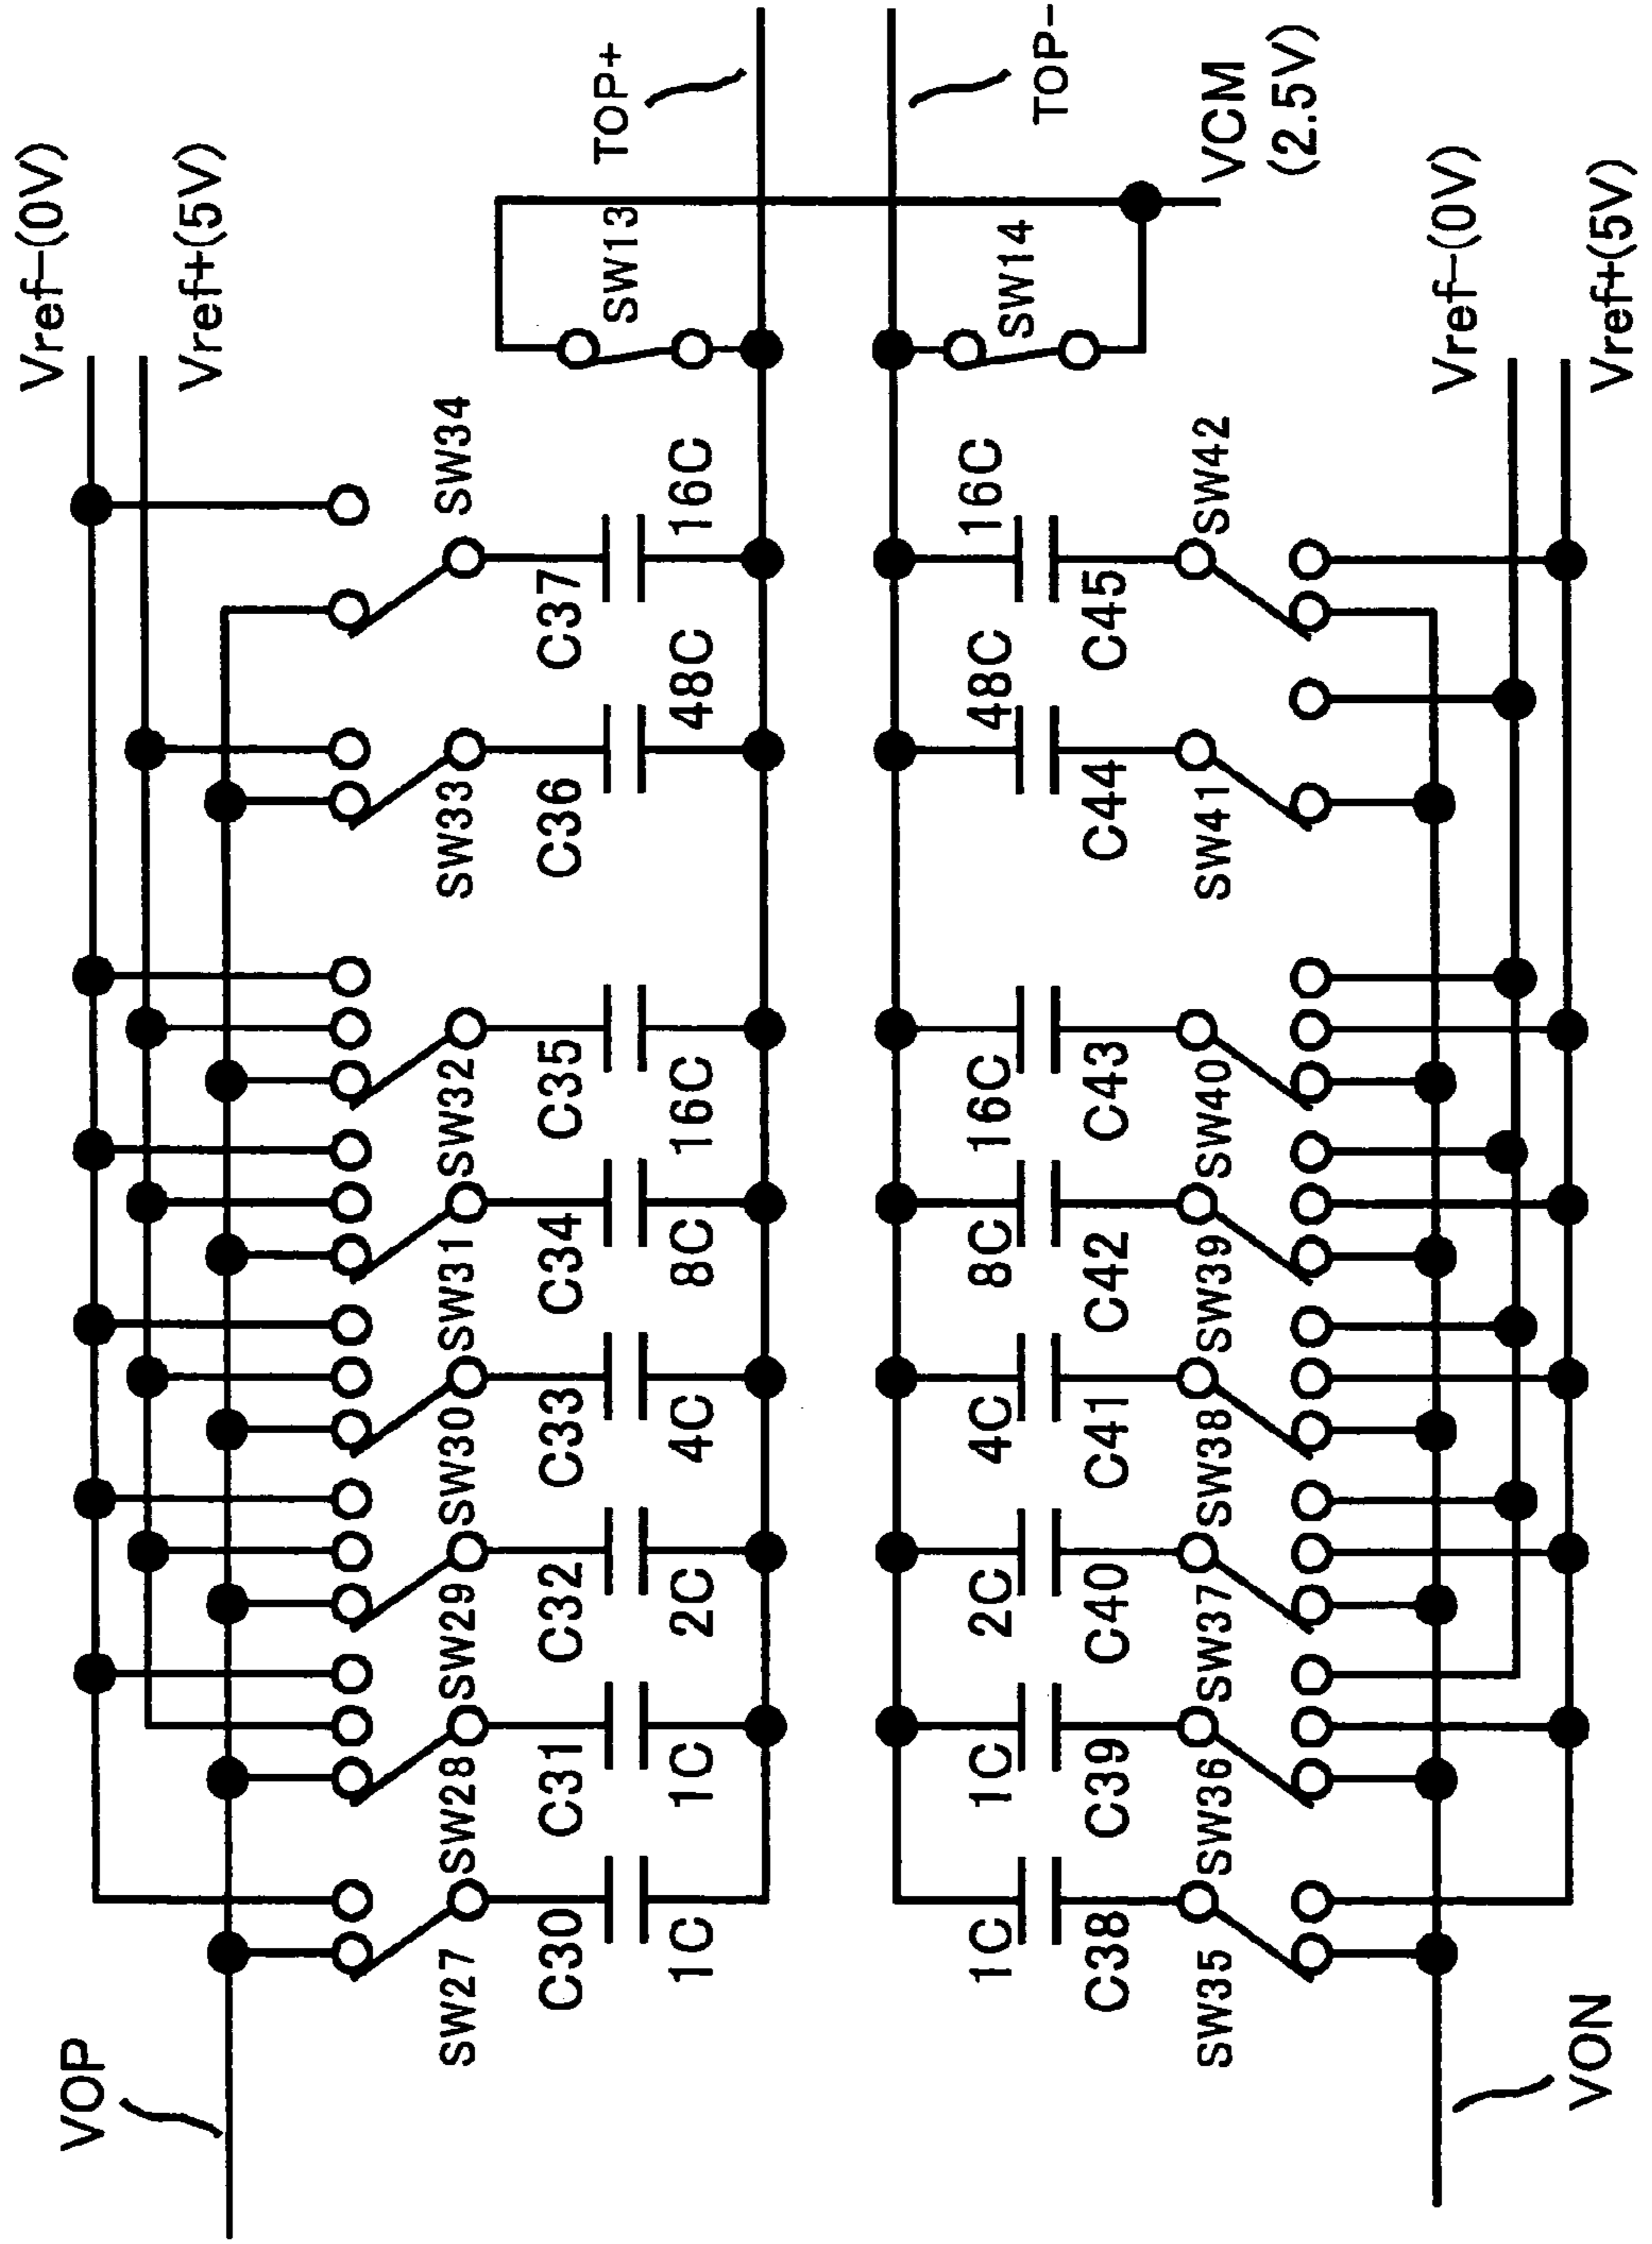 VOP
Vref-(0V)
Vref+(5V)
SW27
SW28
SW29
SW30
SW31
SW32
SW33
SW34
C30
C31
C32
C33
C34
C35
C36
C37
1C
1C
2C
4C
8C
16C
48C
16C
SW13
TOP+
TOP-
SW14
1C
1C
2C
4C
8C
16C
48C
16C
C38
C39
C40
C41
C42
C43
C44
C45
SW35
SW36
SW37
SW38
SW39
SW40
SW41
SW42
VCM
(2.5V)
VON
Vref-(0V)
Vref+(5V)